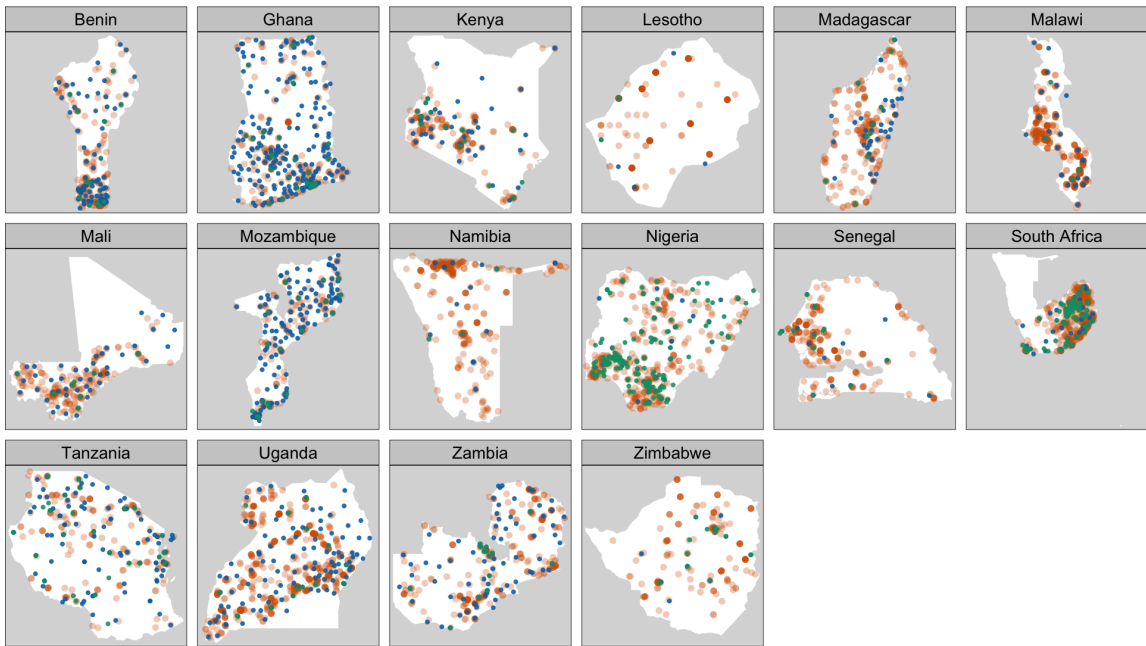 Benin
Ghana
Kenya
Lesotho
Madagascar
Malawi
Mali
Mozambique
Namibia
Nigeria
Senegal
South Africa
Tanzania
Uganda
Zambia
Zimbabwe